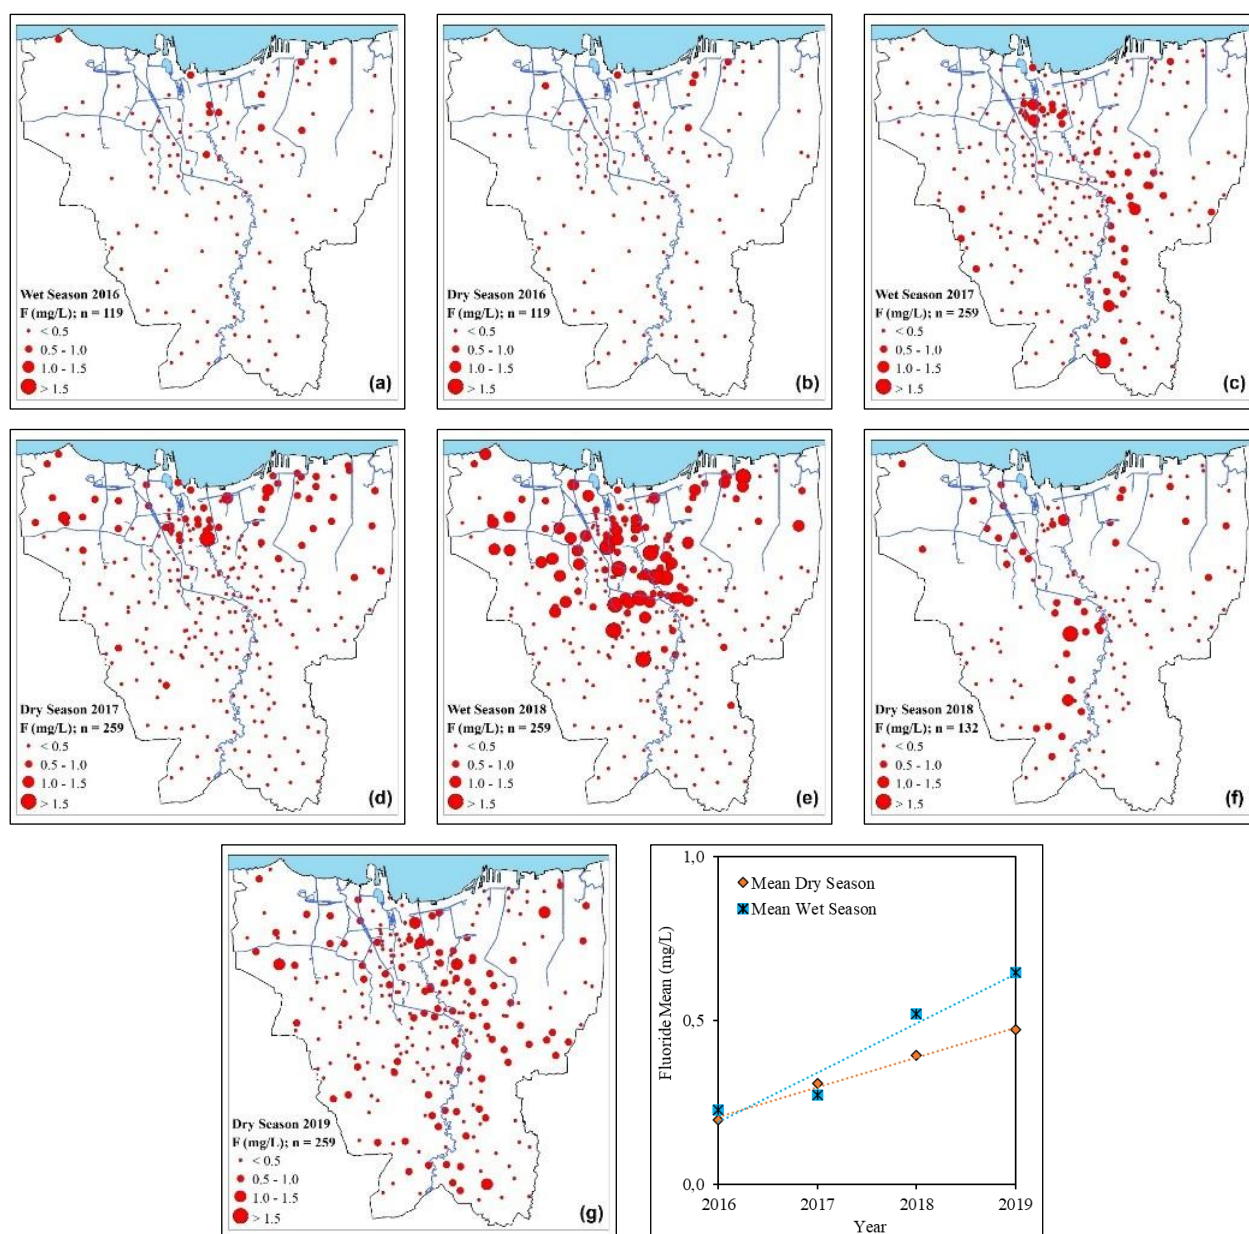 Wet Season 2016
F (mg/L); n = 119
< 0.5
0.5 - 1.0
1.0 - 1.5
> 1.5
(a)
Dry Season 2016
F (mg/L); n = 119
< 0.5
0.5 - 1.0
1.0 - 1.5
> 1.5
(b)
Wet Season 2017
F (mg/L); n = 259
< 0.5
0.5 - 1.0
1.0 - 1.5
> 1.5
(c)
Dry Season 2017
F (mg/L); n = 259
< 0.5
0.5 - 1.0
1.0 - 1.5
> 1.5
(d)
Wet Season 2018
F (mg/L); n = 259
< 0.5
0.5 - 1.0
1.0 - 1.5
> 1.5
(e)
Dry Season 2018
F (mg/L); n = 132
< 0.5
0.5 - 1.0
1.0 - 1.5
> 1.5
(f)
Dry Season 2019
F (mg/L); n = 259
< 0.5
0.5 - 1.0
1.0 - 1.5
> 1.5
(g)
1,0
Mean Dry Season
Mean Wet Season
Fluoride Mean (mg/L)
0,5
0,0
2016 2017 2018 2019
Year